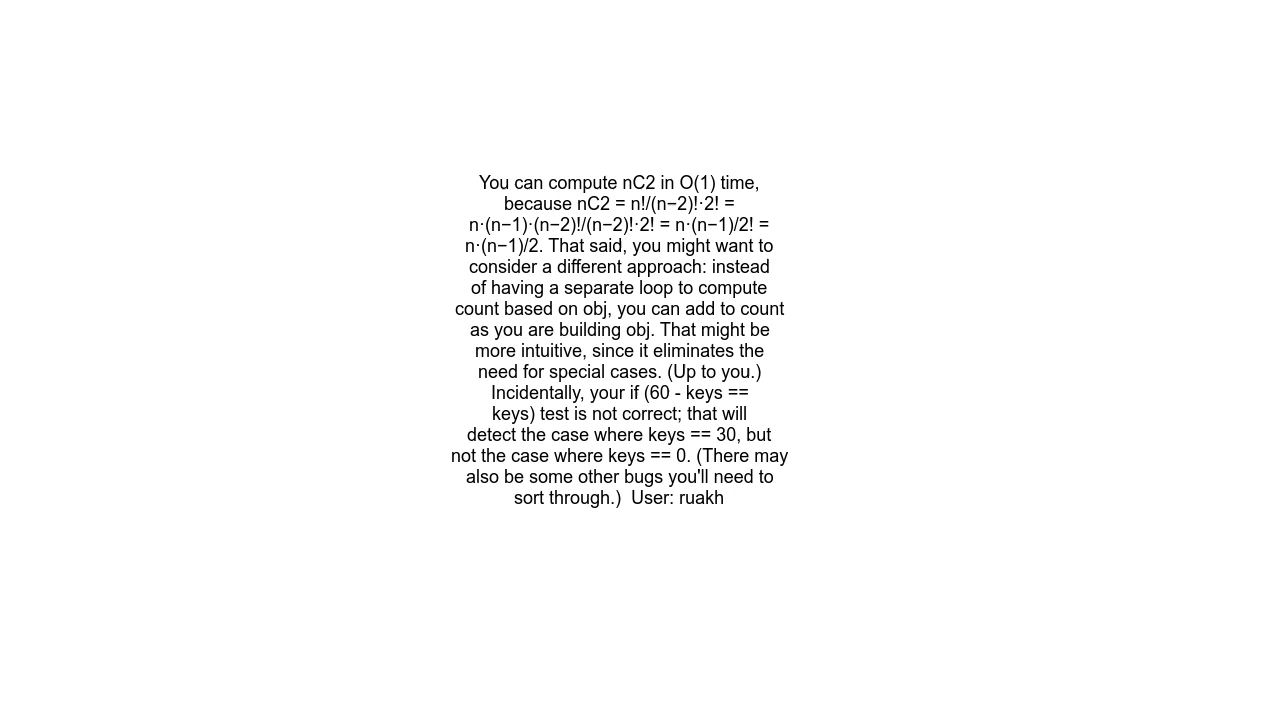 You can compute nC2 in O(1) time,
because nC2 = n!/(n−2)!·2! =
n·(n−1)·(n−2)!/(n−2)!·2! = n·(n−1)/2! =
n·(n−1)/2. That said, you might want to
consider a different approach: instead
of having a separate loop to compute
count based on obj, you can add to count
as you are building obj. That might be
more intuitive, since it eliminates the
need for special cases. (Up to you.)
Incidentally, your if (60 - keys ==
keys) test is not correct; that will
detect the case where keys == 30, but
not the case where keys == 0. (There may
also be some other bugs you'll need to
sort through.)  User: ruakh